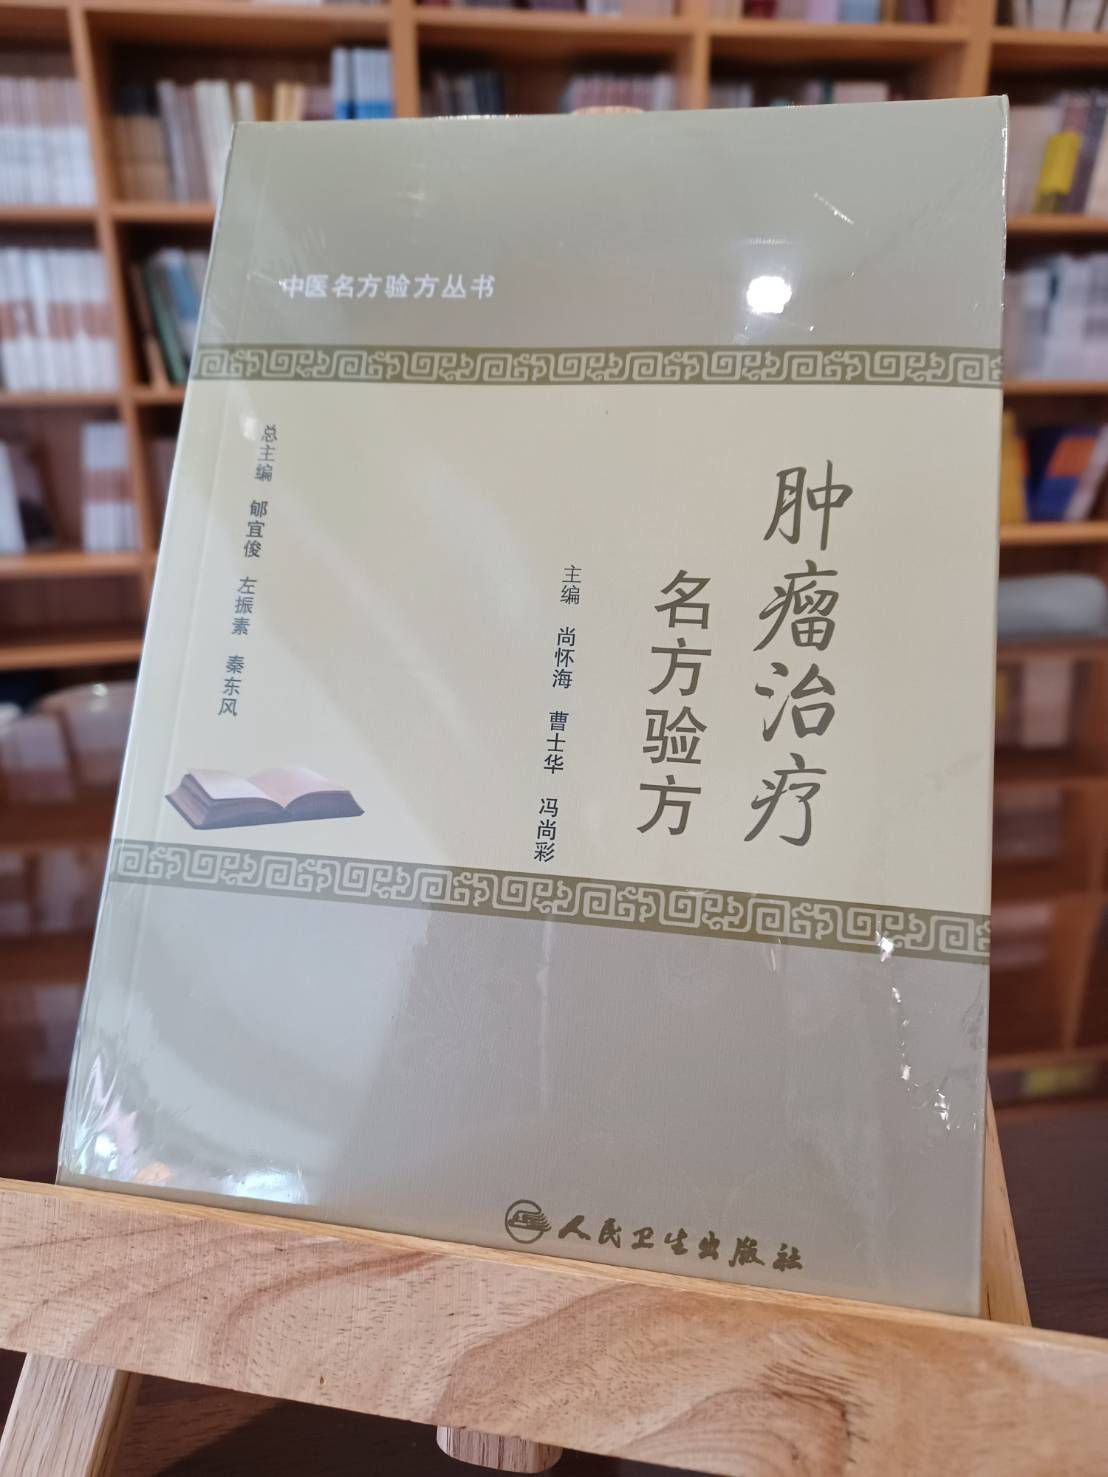 中医名方验方丛书
肿瘤治疗
名方验方
主编 尚怀海 曹士华 冯尚彩
总主编 郇宜俊 左振素 秦东风
人民卫生出版社